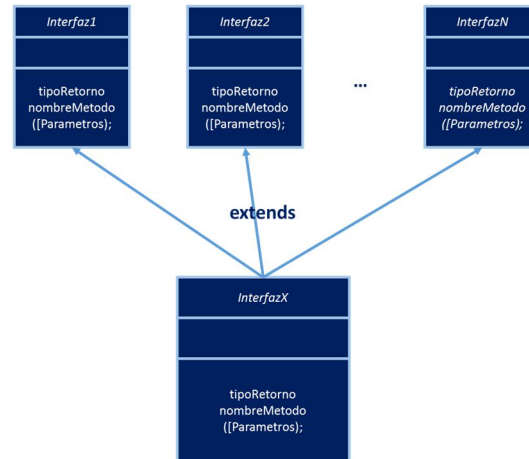 Interfaz1
tipoRetorno
nombreMetodo
([Parametros);
Interfaz2
tipoRetorno
nombreMetodo
([Parametros);
...
InterfazN
tipoRetorno
nombreMetodo
([Parametros);
extends
InterfazX
tipoRetorno
nombreMetodo
([Parametros);